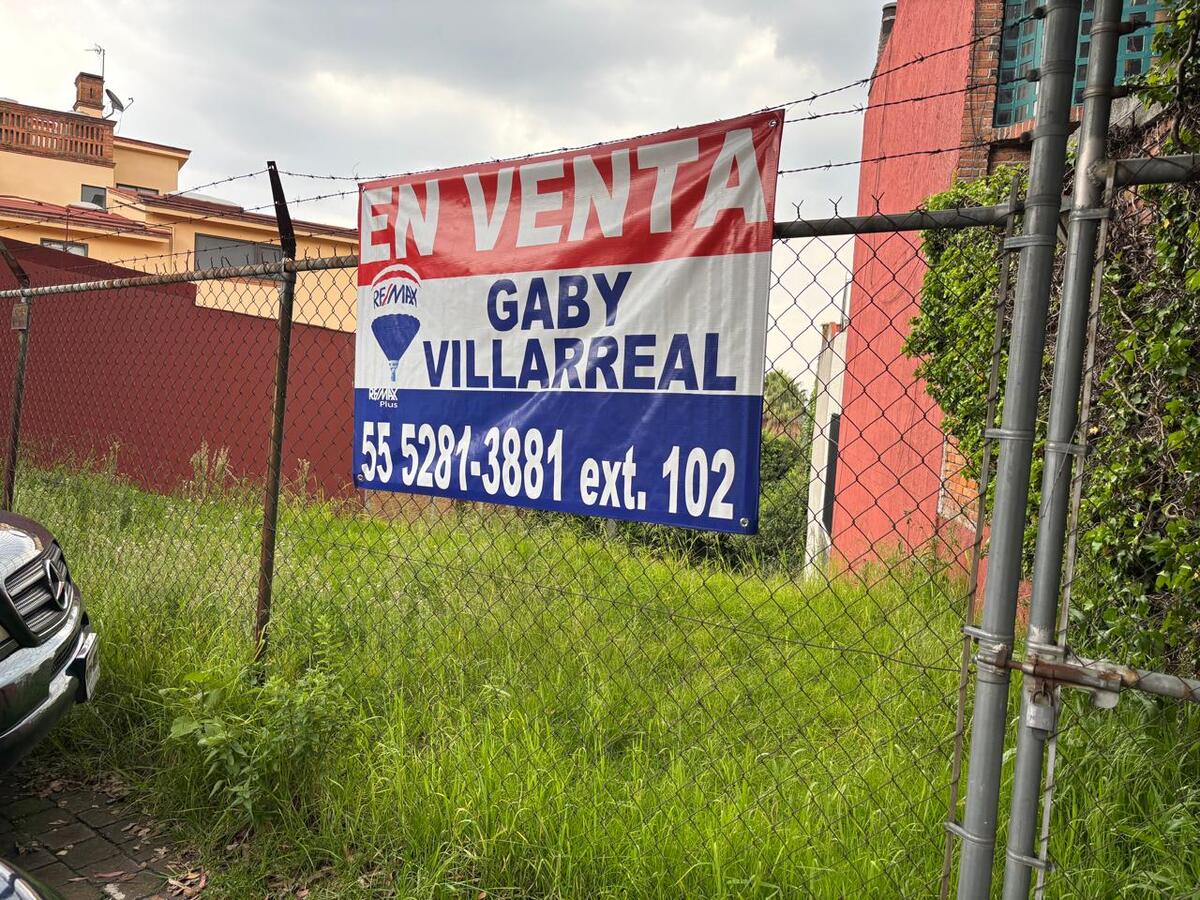 EN VENTA
RE/MAX
GABY
VILLARREAL
RE/MAX
Plus
55 5281-3881 ext. 102